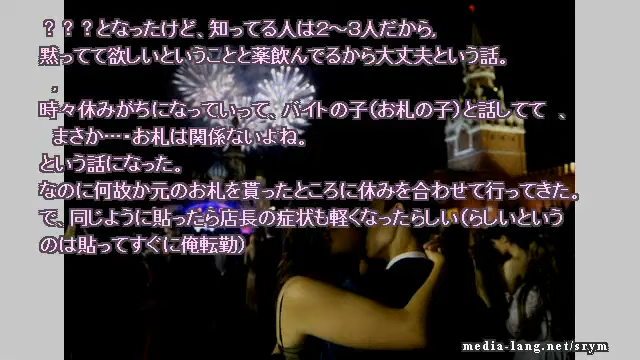 ？？？となったけど、知ってる人は２～３人だから,
黙ってて欲しいということと薬飲んでるから大丈夫という話。
,
時々休みがちになっていって、バイトの子（お札の子）と話してて　、
まさか…・お札は関係ないよね。
という話になった。
なのに何故か元のお札を貰ったところに休みを合わせて行ってきた。
で、同じように貼ったら店長の症状も軽くなったらしい（らしいという
のは貼ってすぐに俺転勤）
media-lang.net/srym